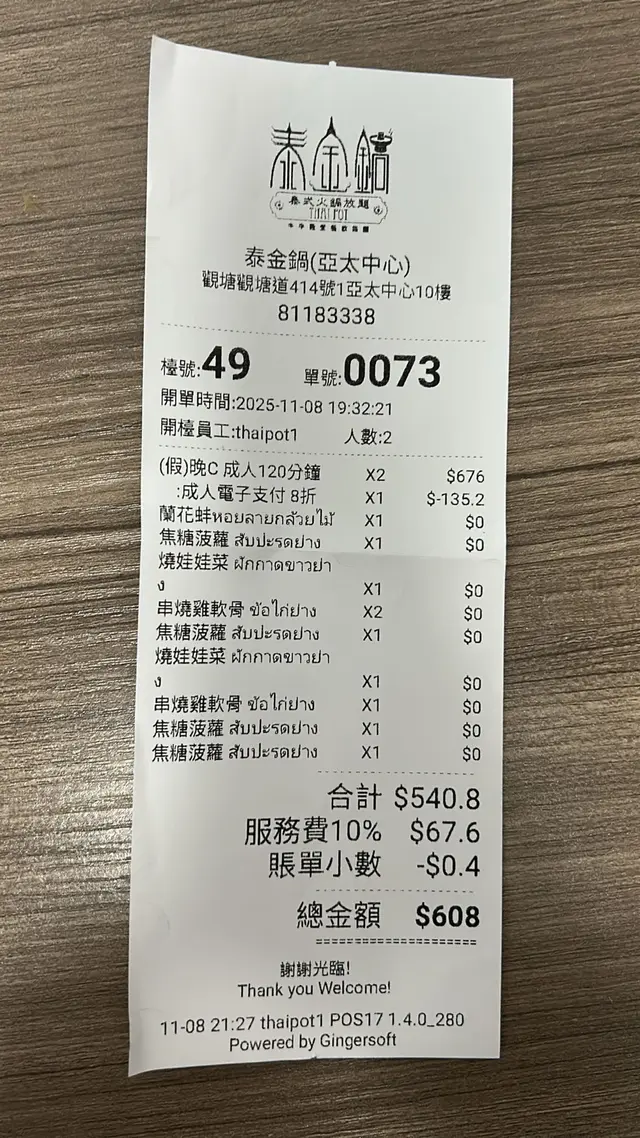 泰金鍋
泰式火鍋放題
THAI POT
泰金鍋(亞太中心)
觀塘觀塘道414號1亞太中心10樓
81183338
檯號:49 單號:0073
開單時間:2025-11-08 19:32:21
開檯員工:thaipot1 人數:2
(假)晚C 成人120分鐘 X2 $676
:成人電子支付 8折 X1 $-135.2
蘭花蚌หอยลายกล้วยไม้ X1 $0
焦糖菠蘿 สับปะรดย่าง X1 $0
燒娃娃菜 ผักกาดขาวย่า
ง X1 $0
串燒雞軟骨 ข้อไก่ย่าง X2 $0
焦糖菠蘿 สับปะรดย่าง X1 $0
燒娃娃菜 ผักกาดขาวย่า
ง X1 $0
串燒雞軟骨 ข้อไก่ย่าง X1 $0
焦糖菠蘿 สับปะรดย่าง X1 $0
焦糖菠蘿 สับปะรดย่าง X1 $0
合計 $540.8
服務費10% $67.6
賬單小數 -$0.4
總金額 $608
謝謝光臨!
Thank you Welcome!
11-08 21:27 thaipot1 POS17 1.4.0_280
Powered by Gingersoft